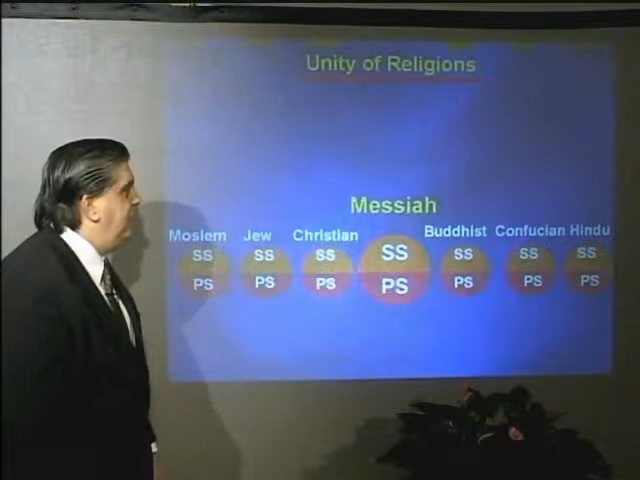 Unity of Religions
Messiah
Moslem Jew Christian Buddhist Confucian Hindu
SS SS SS SS SS SS SS
PS PS PS PS PS PS PS